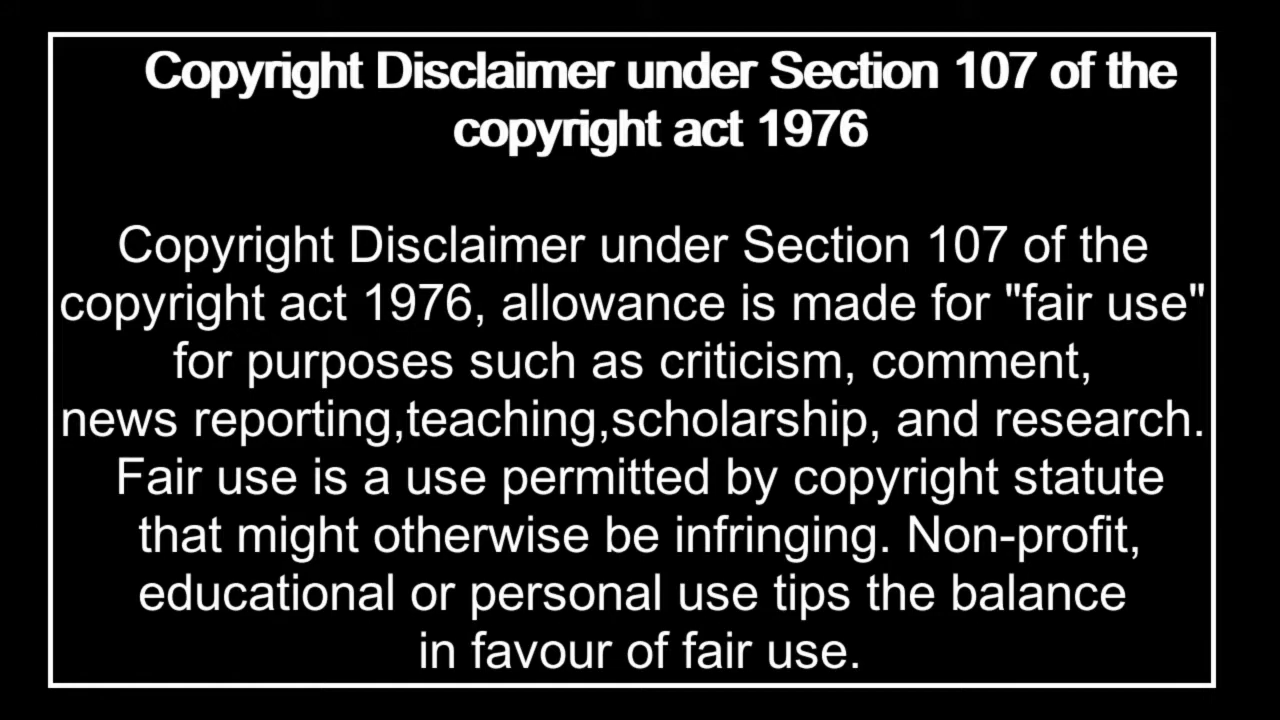 Copyright Disclaimer under Section 107 of the
copyright act 1976
Copyright Disclaimer under Section 107 of the
copyright act 1976, allowance is made for "fair use"
for purposes such as criticism, comment,
news reporting,teaching,scholarship, and research.
Fair use is a use permitted by copyright statute
that might otherwise be infringing. Non-profit,
educational or personal use tips the balance
in favour of fair use.